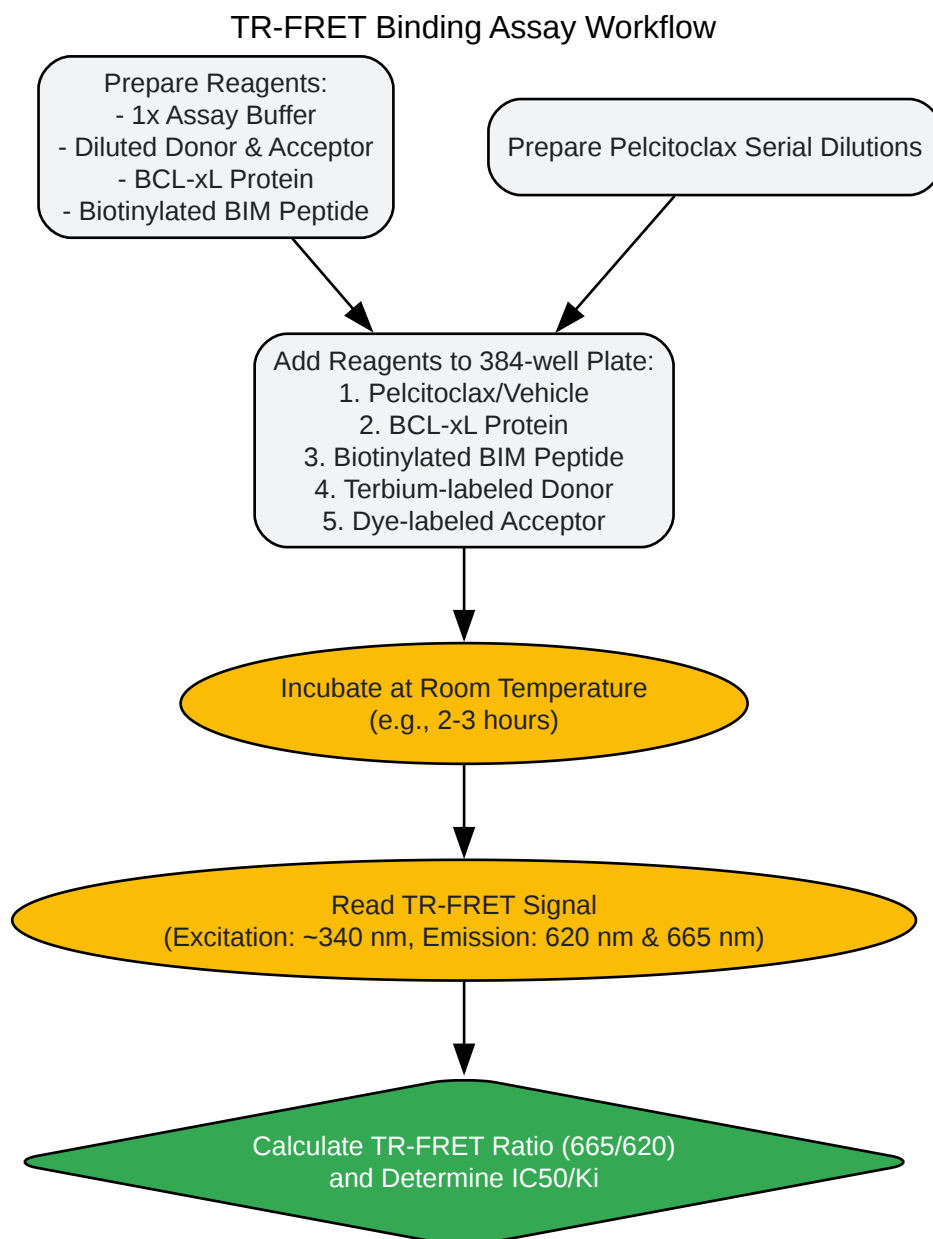 TR-FRET Binding Assay Workflow
Prepare Reagents:
- 1x Assay Buffer
- Diluted Donor & Acceptor
- BCL-xL Protein
- Biotinylated BIM Peptide
Prepare Pelcitoclax Serial Dilutions
Add Reagents to 384-well Plate:
1. Pelcitoclax/Vehicle
2. BCL-xL Protein
3. Biotinylated BIM Peptide
4. Terbium-labeled Donor
5. Dye-labeled Acceptor
Incubate at Room Temperature
(e.g., 2-3 hours)
Read TR-FRET Signal
(Excitation: ~340 nm, Emission: 620 nm & 665 nm)
Calculate TR-FRET Ratio (665/620)
and Determine IC50/Ki